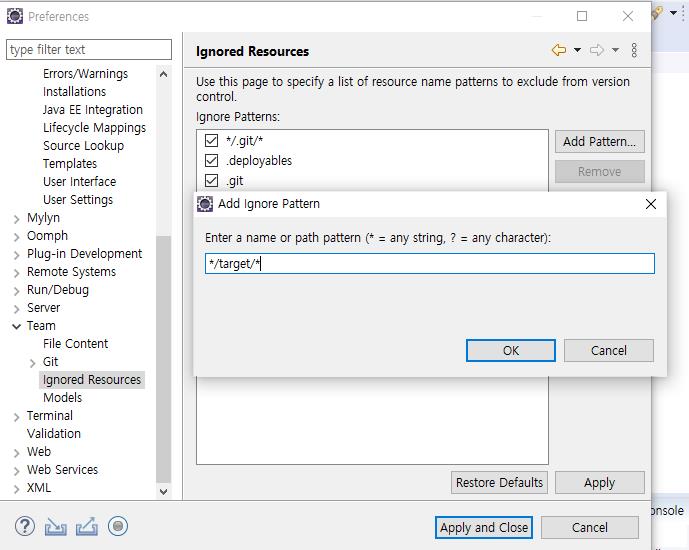 Preferences
type filter text
Errors/Warnings
Installations
Java EE Integration
Lifecycle Mappings
Source Lookup
Templates
User Interface
User Settings
Mylyn
Oomph
Plug-in Development
Remote Systems
Run/Debug
Server
Team
File Content
Git
Ignored Resources
Models
Terminal
Validation
Web
Web Services
XML
Ignored Resources
Use this page to specify a list of resource name patterns to exclude from version
control.
Ignore Patterns:
*/.git/*
.deployables
.git
Add Pattern...
Remove
Add Ignore Pattern
Enter a name or path pattern (* = any string, ? = any character):
*/target/*
OK
Cancel
Restore Defaults
Apply
Apply and Close
Cancel
onsole